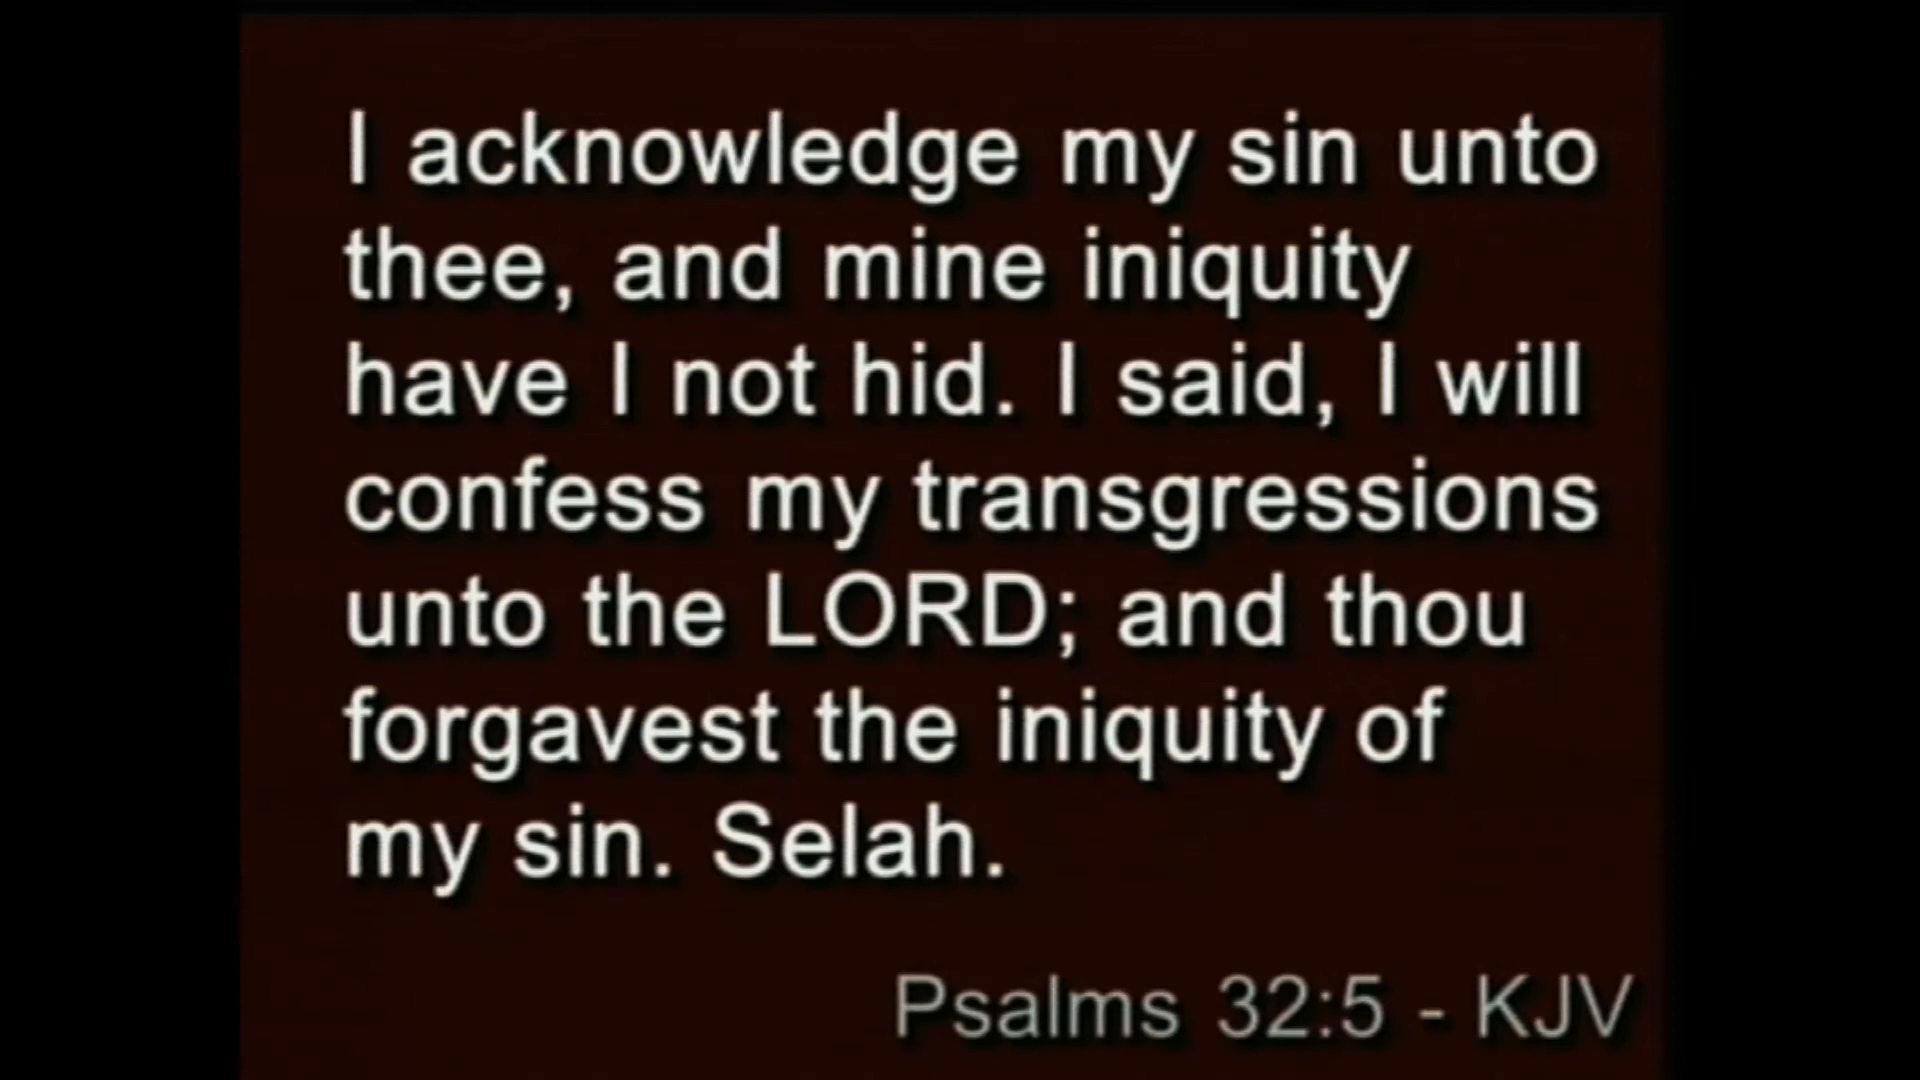 I acknowledge my sin unto
thee, and mine iniquity
have I not hid. I said, I will
confess my transgressions
unto the LORD; and thou
forgavest the iniquity of
my sin. Selah.
Psalms 32:5 - KJV